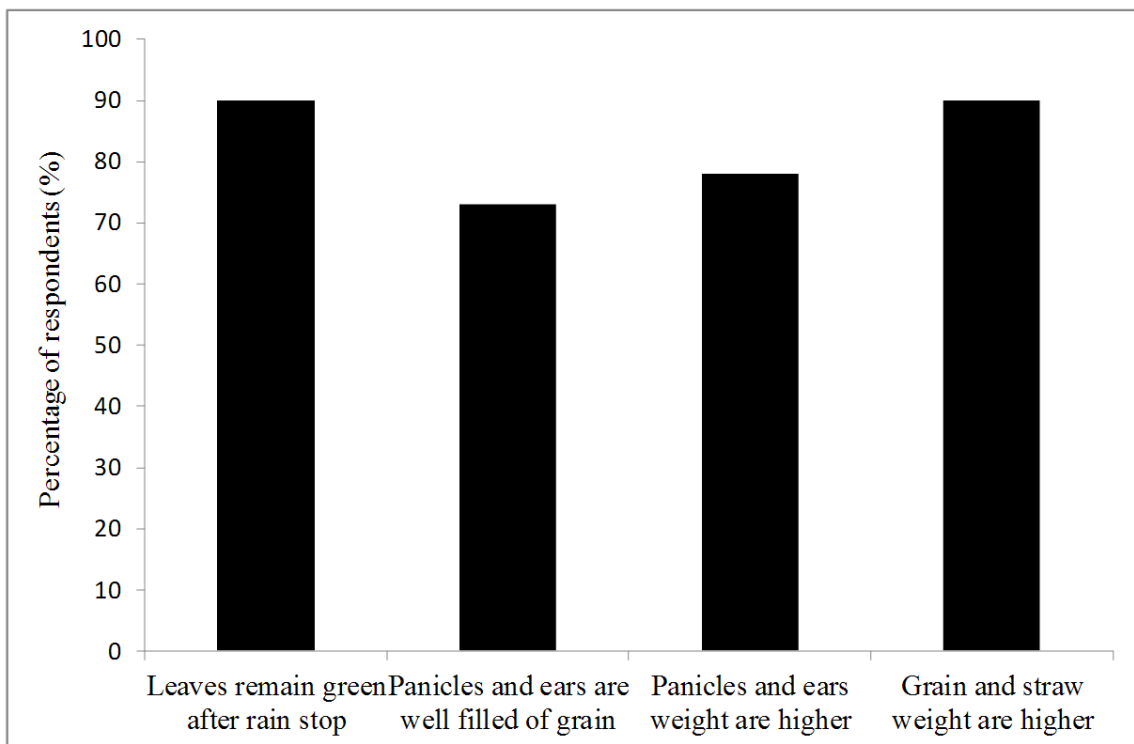 Percentage of respondents (%)
100
90
80
70
60
50
40
30
20
10
0
Leaves remain green
after rain stop
Panicles and ears are
well filled of grain
Panicles and ears
weight are higher
Grain and straw
weight are higher